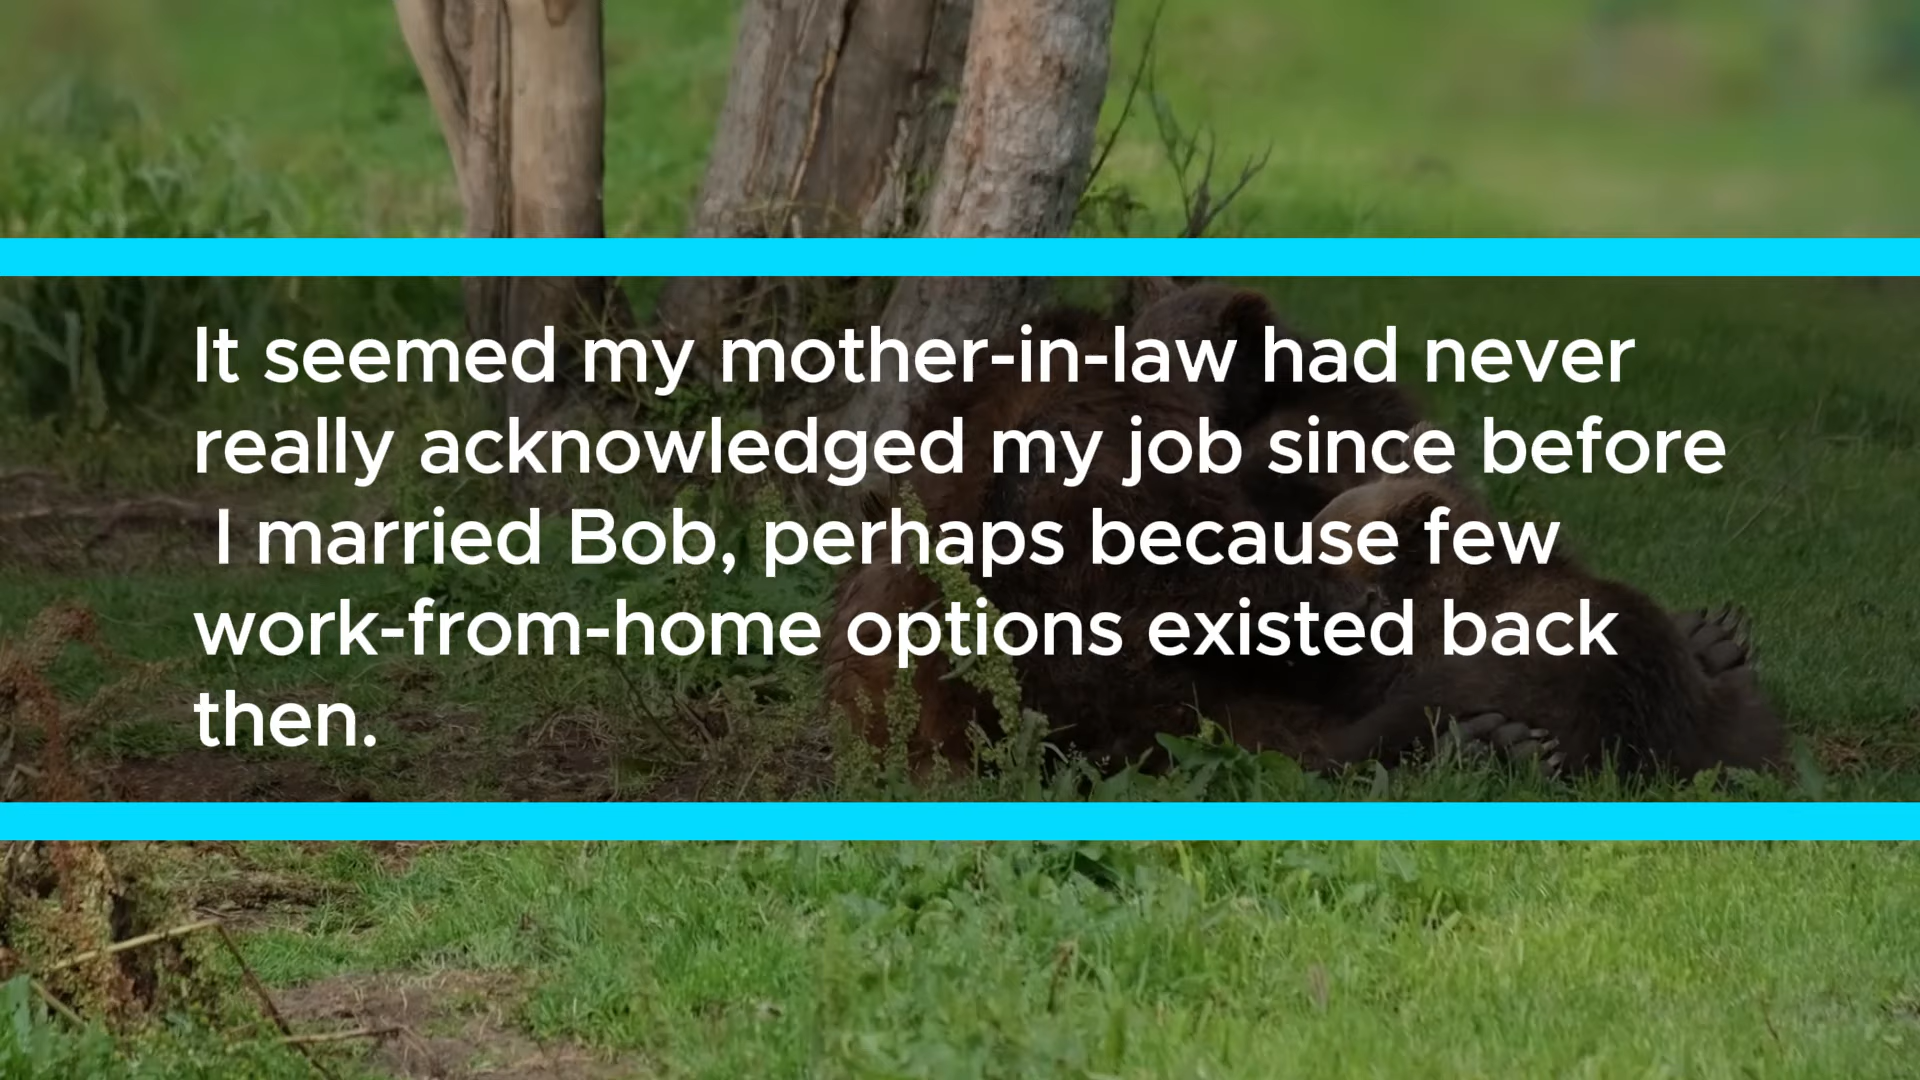 It seemed my mother-in-law had never
really acknowledged my job since before
I married Bob, perhaps because few
work-from-home options existed back
then.